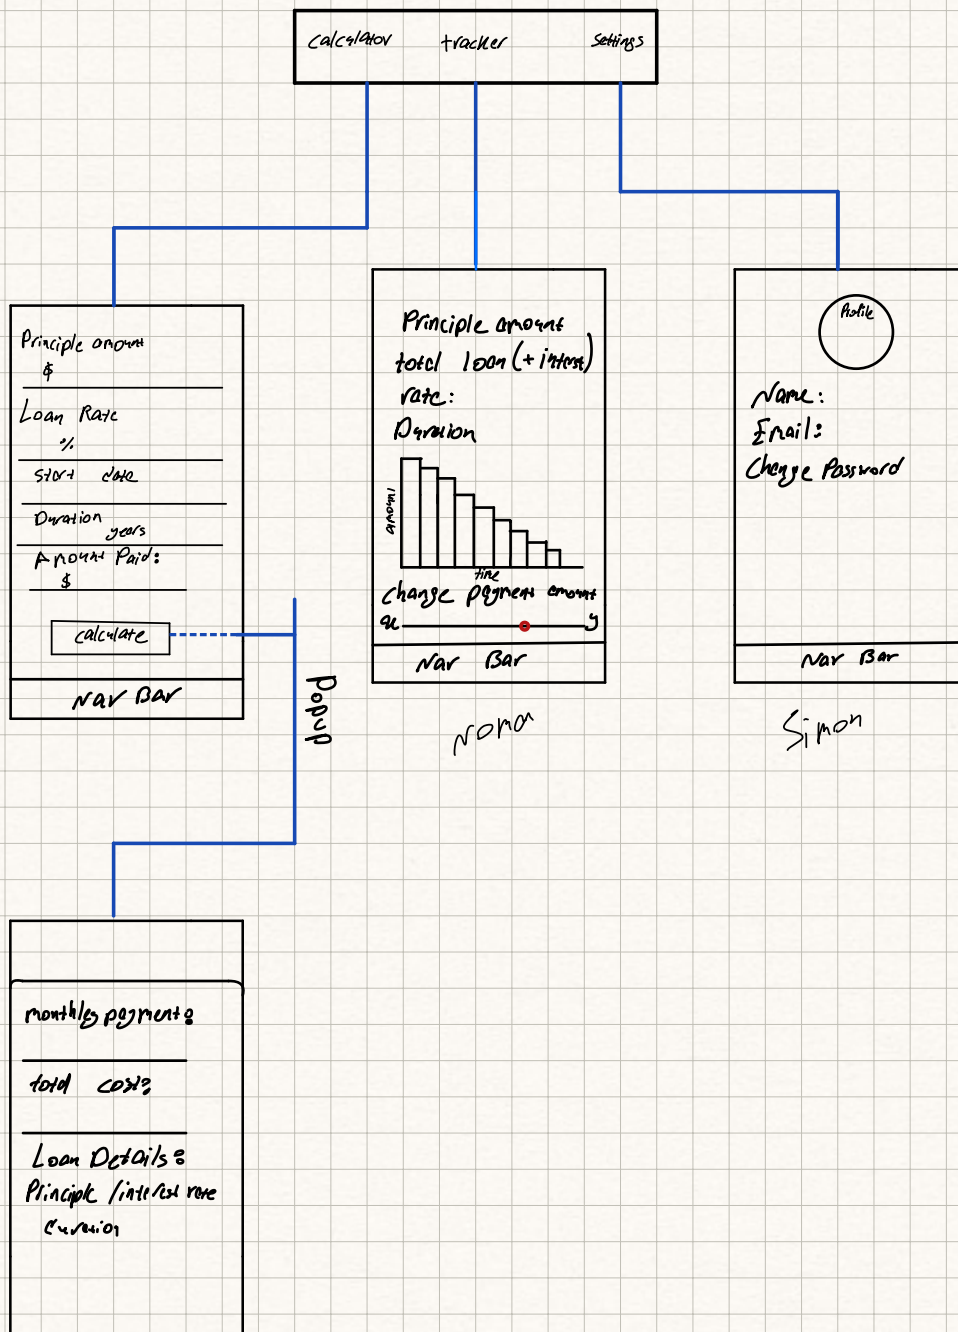 calculator tracker settings
Principle amount
$
Loan Rate
%
Start date
Duration
years
Amount Paid:
$
calculate
Nav Bar
Popup
Principle amount
total loan (+ interest)
rate:
Duration
amount
time
Change payment amount
x y
Nav Bar
Noma
Profile
Name:
Email:
Change Password
Nav Bar
Simon
monthly payment:
total cost:
Loan Details:
Principle / interest rate
duration